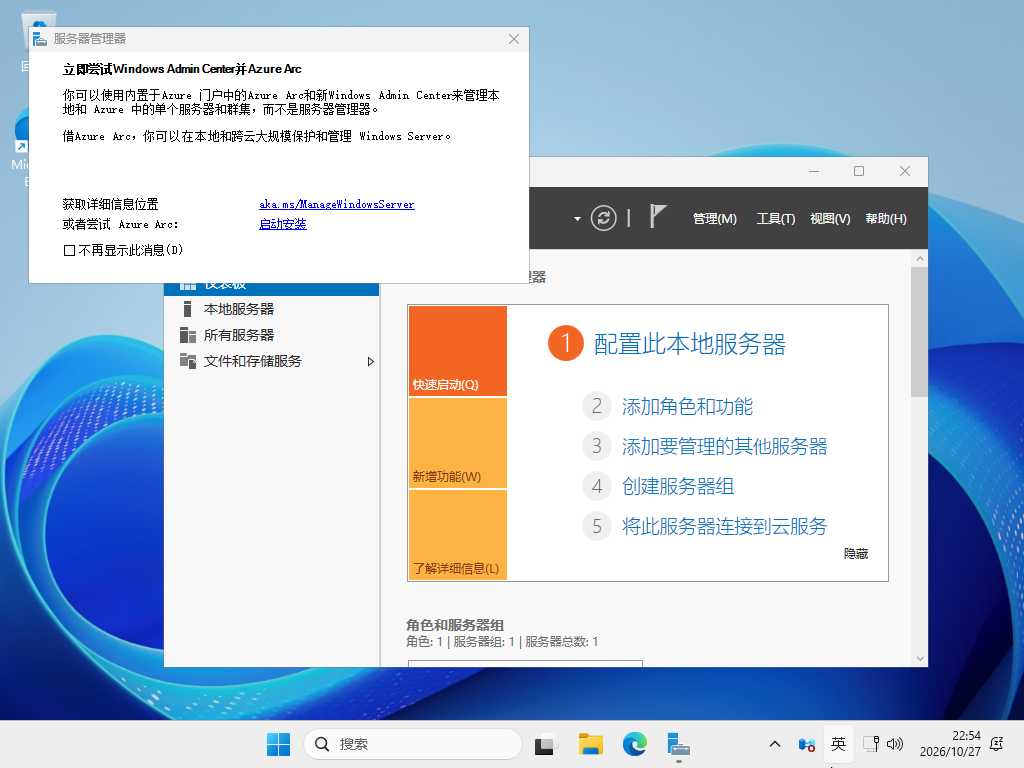 服务器管理器
立即尝试Windows Admin Center并Azure Arc
你可以使用内置于Azure 门户中的Azure Arc和新Windows Admin Center来管理本
地和 Azure 中的单个服务器和群集，而不是服务器管理器。
借Azure Arc，你可以在本地和跨云大规模保护和管理 Windows Server。
获取详细信息位置
aka.ms/ManageWindowsServer
或者尝试 Azure Arc:
启动安装
不再显示此消息(D)
管理(M)
工具(T)
视图(V)
帮助(H)
仪表板
本地服务器
所有服务器
文件和存储服务
1 配置此本地服务器
2 添加角色和功能
3 添加要管理的其他服务器
4 创建服务器组
5 将此服务器连接到云服务
快速启动(Q)
新增功能(W)
了解详细信息(L)
隐藏
角色和服务器组
角色: 1 | 服务器组: 1 | 服务器总数: 1
搜索
英
22:54
2026/10/27